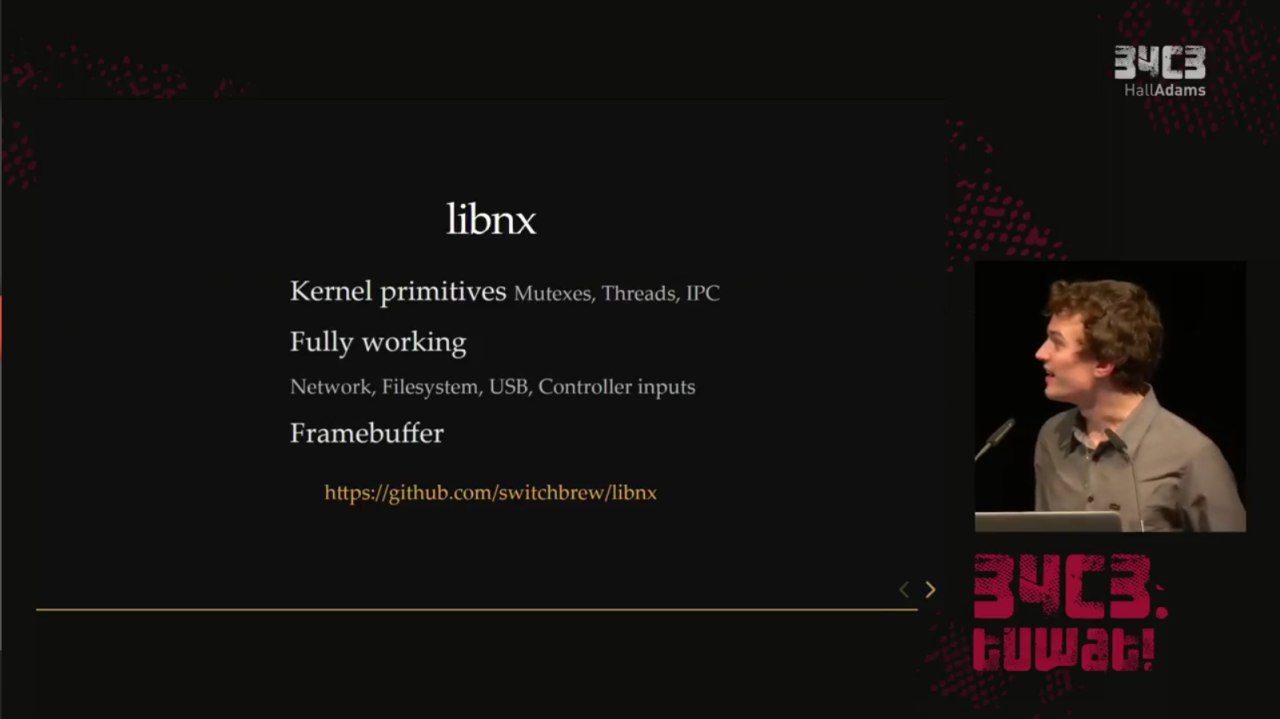 34C3
HallAdams
libnx
Kernel primitives Mutexes, Threads, IPC
Fully working
Network, Filesystem, USB, Controller inputs
Framebuffer
https://github.com/switchbrew/libnx
34C3.
tuwat!